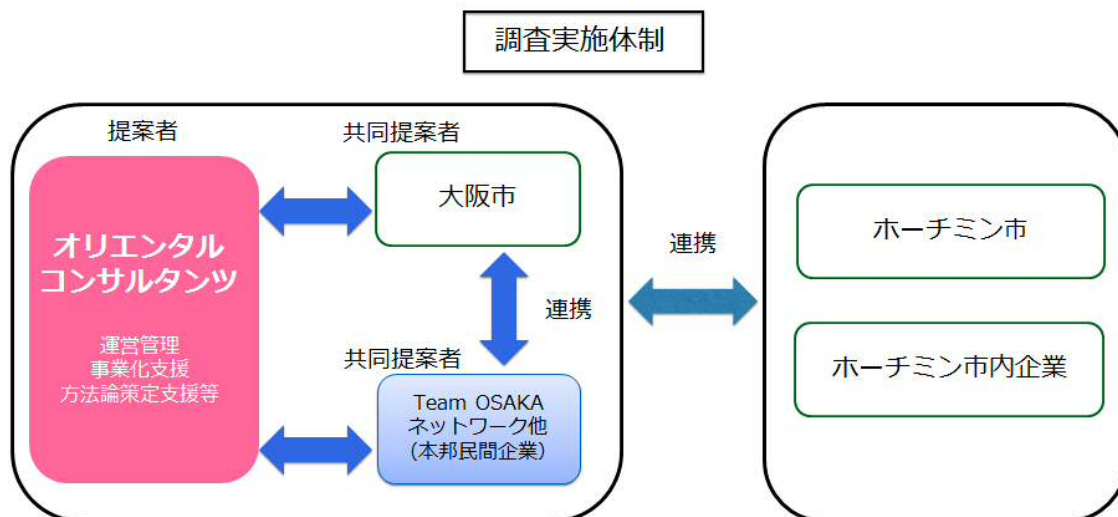 調査実施体制
提案者
共同提案者
オリエンタル
コンサルタンツ
運営管理
事業化支援
方法論策定支援等
大阪市
連携
共同提案者
Team OSAKA
ネットワーク他
（本邦民間企業）
連携
ホーチミン市
ホーチミン市内企業